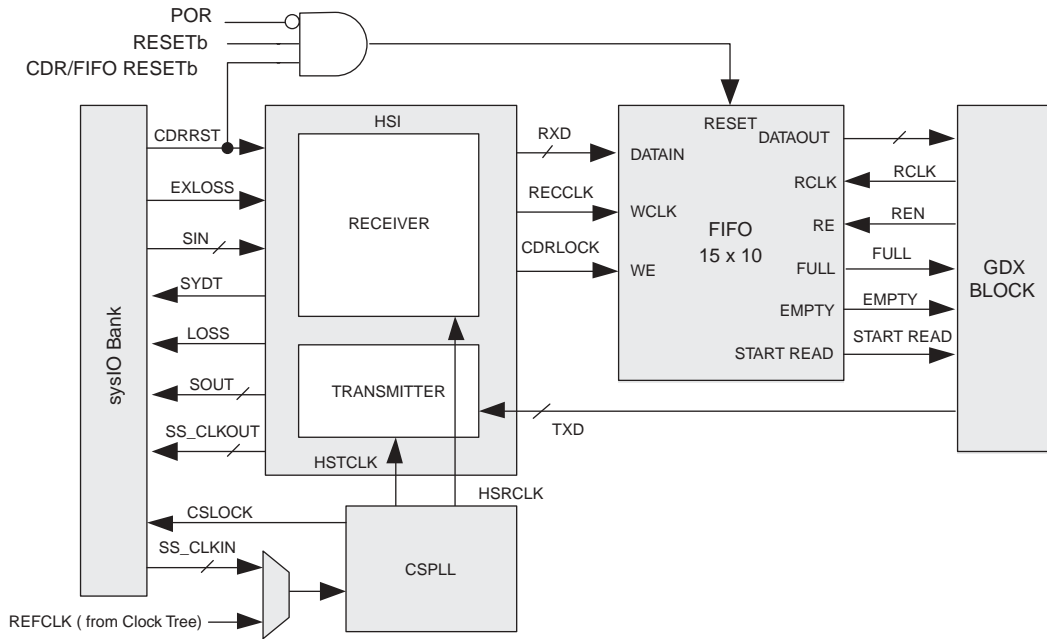 POR
RESETb
CDR/FIFO RESETb
sysIO Bank
CDRRST
EXLOSS
SIN
SYDT
LOSS
SOUT
SS_CLKOUT
CSLOCK
SS_CLKIN
REFCLK ( from Clock Tree)
HSI
RECEIVER
TRANSMITTER
HSTCLK
HSRCLK
CSPLL
RXD
RECCLK
CDRLOCK
TXD
RESET
DATAIN
WCLK
WE
FIFO
15 x 10
DATAOUT
RCLK
RE
FULL
EMPTY
START READ
RCLK
REN
FULL
EMPTY
START READ
GDX
BLOCK